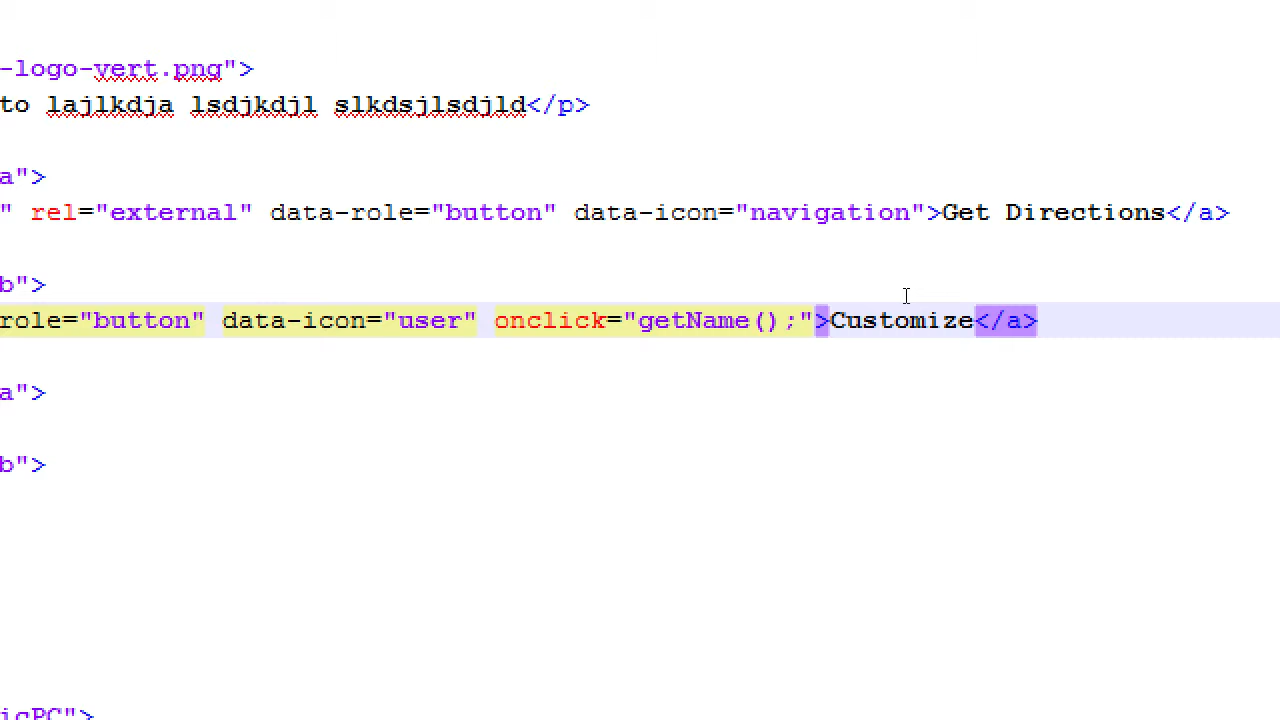 -logo-vert.png">
to lajlkdja lsdjkdjl slkdsjlsdjld</p>
a">
" rel="external" data-role="button" data-icon="navigation">Get Directions</a>
b">
role="button" data-icon="user" onclick="getName();">Customize</a>
a">
b">
icPC">